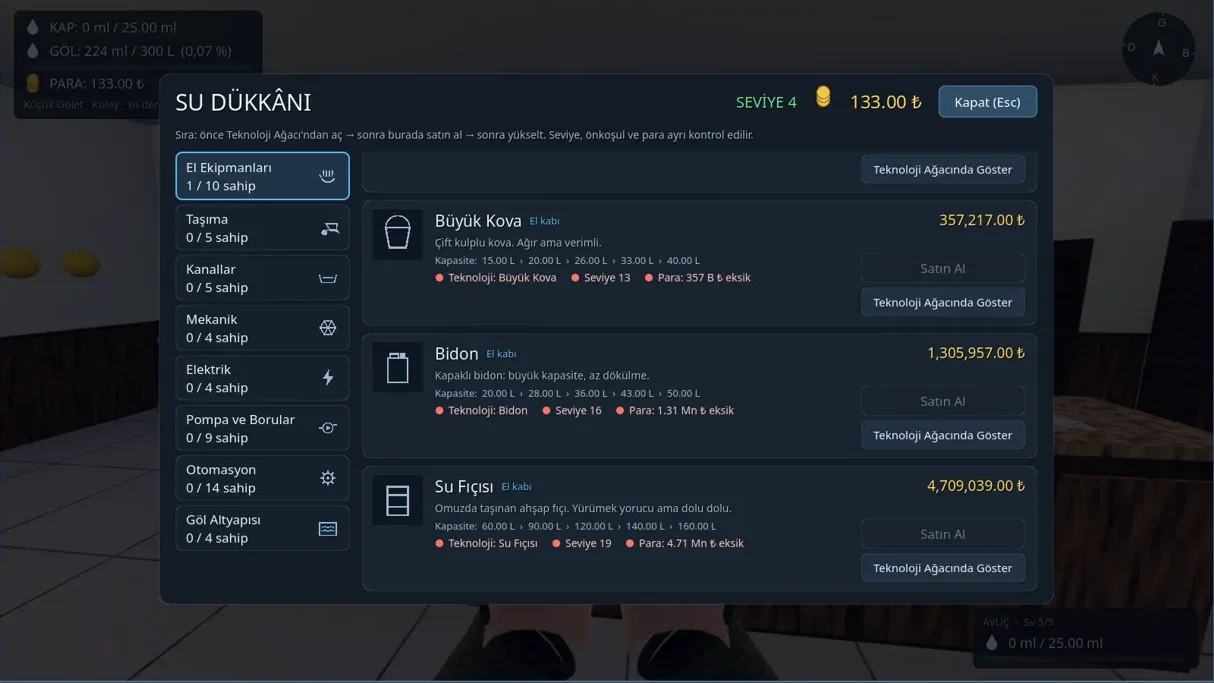 KAP: 0 ml / 25.00 ml
GÖL: 224 ml / 300 L (0,07 %)
PARA: 133.00 ₺
Küçük Gölet · Kolay · su der
G
D
B
K
SU DÜKKÂNI
SEVİYE 4
133.00 ₺
Kapat (Esc)
Sıra: önce Teknoloji Ağacı'ndan aç → sonra burada satın al → sonra yükselt. Seviye, önkoşul ve para ayrı kontrol edilir.
El Ekipmanları
1 / 10 sahip
Taşıma
0 / 5 sahip
Kanallar
0 / 5 sahip
Mekanik
0 / 4 sahip
Elektrik
0 / 4 sahip
Pompa ve Borular
0 / 9 sahip
Otomasyon
0 / 14 sahip
Göl Altyapısı
0 / 4 sahip
Teknoloji Ağacında Göster
Büyük Kova El kabı
357,217.00 ₺
Çift kulplu kova. Ağır ama verimli.
Kapasite: 15.00 L › 20.00 L › 26.00 L › 33.00 L › 40.00 L
Teknoloji: Büyük Kova Seviye 13 Para: 357 B ₺ eksik
Satın Al
Teknoloji Ağacında Göster
Bidon El kabı
1,305,957.00 ₺
Kapaklı bidon: büyük kapasite, az dökülme.
Kapasite: 20.00 L › 28.00 L › 36.00 L › 43.00 L › 50.00 L
Teknoloji: Bidon Seviye 16 Para: 1.31 Mn ₺ eksik
Satın Al
Teknoloji Ağacında Göster
Su Fıçısı El kabı
4,709,039.00 ₺
Omuzda taşınan ahşap fıçı. Yürümek yorucu ama dolu dolu.
Kapasite: 60.00 L › 90.00 L › 120.00 L › 140.00 L › 160.00 L
Teknoloji: Su Fıçısı Seviye 19 Para: 4.71 Mn ₺ eksik
Satın Al
Teknoloji Ağacında Göster
AVUÇ · Sv 5/5
0 ml / 25.00 ml